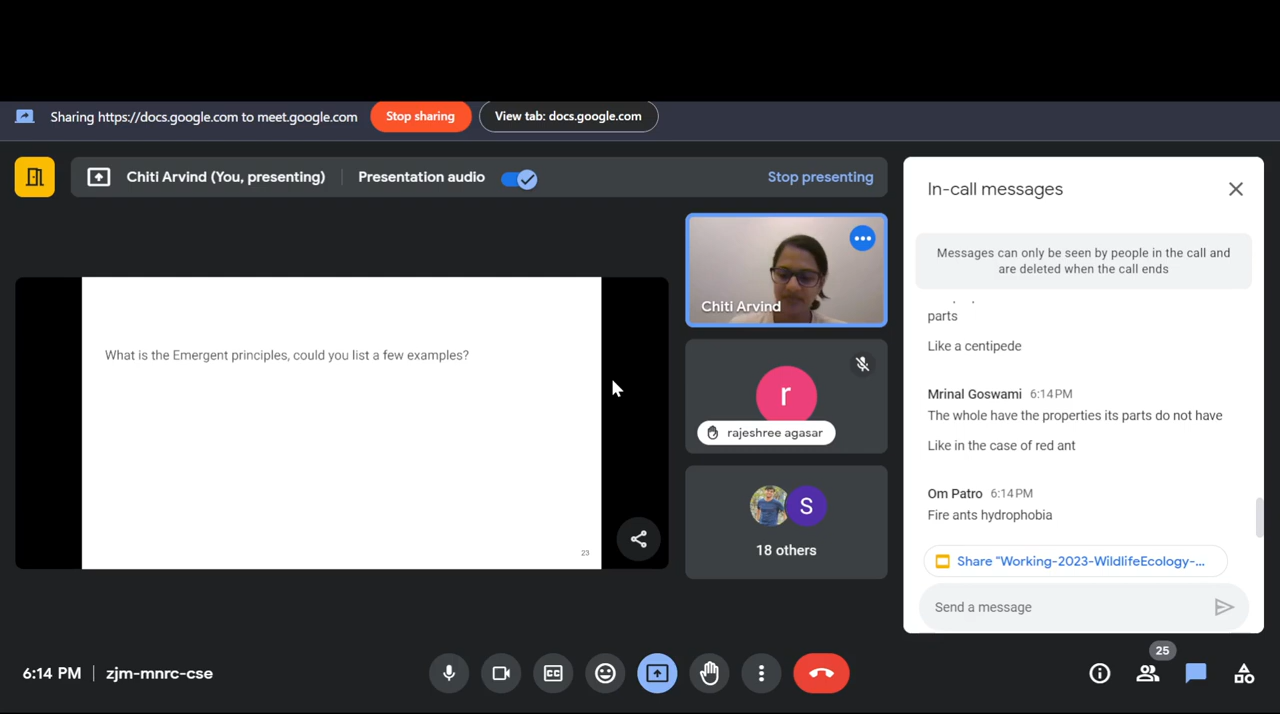 Sharing https://docs.google.com to meet.google.com
Stop sharing
View tab: docs.google.com
Chiti Arvind (You, presenting)
Presentation audio
Stop presenting
What is the Emergent principles, could you list a few examples?
23
Chiti Arvind
r
rajeshree agasar
S
18 others
In-call messages
Messages can only be seen by people in the call and
are deleted when the call ends
parts
Like a centipede
Mrinal Goswami 6:14 PM
The whole have the properties its parts do not have
Like in the case of red ant
Om Patro 6:14 PM
Fire ants hydrophobia
Share "Working-2023-WildlifeEcology-...
Send a message
6:14 PM
zjm-mnrc-cse
CC
25